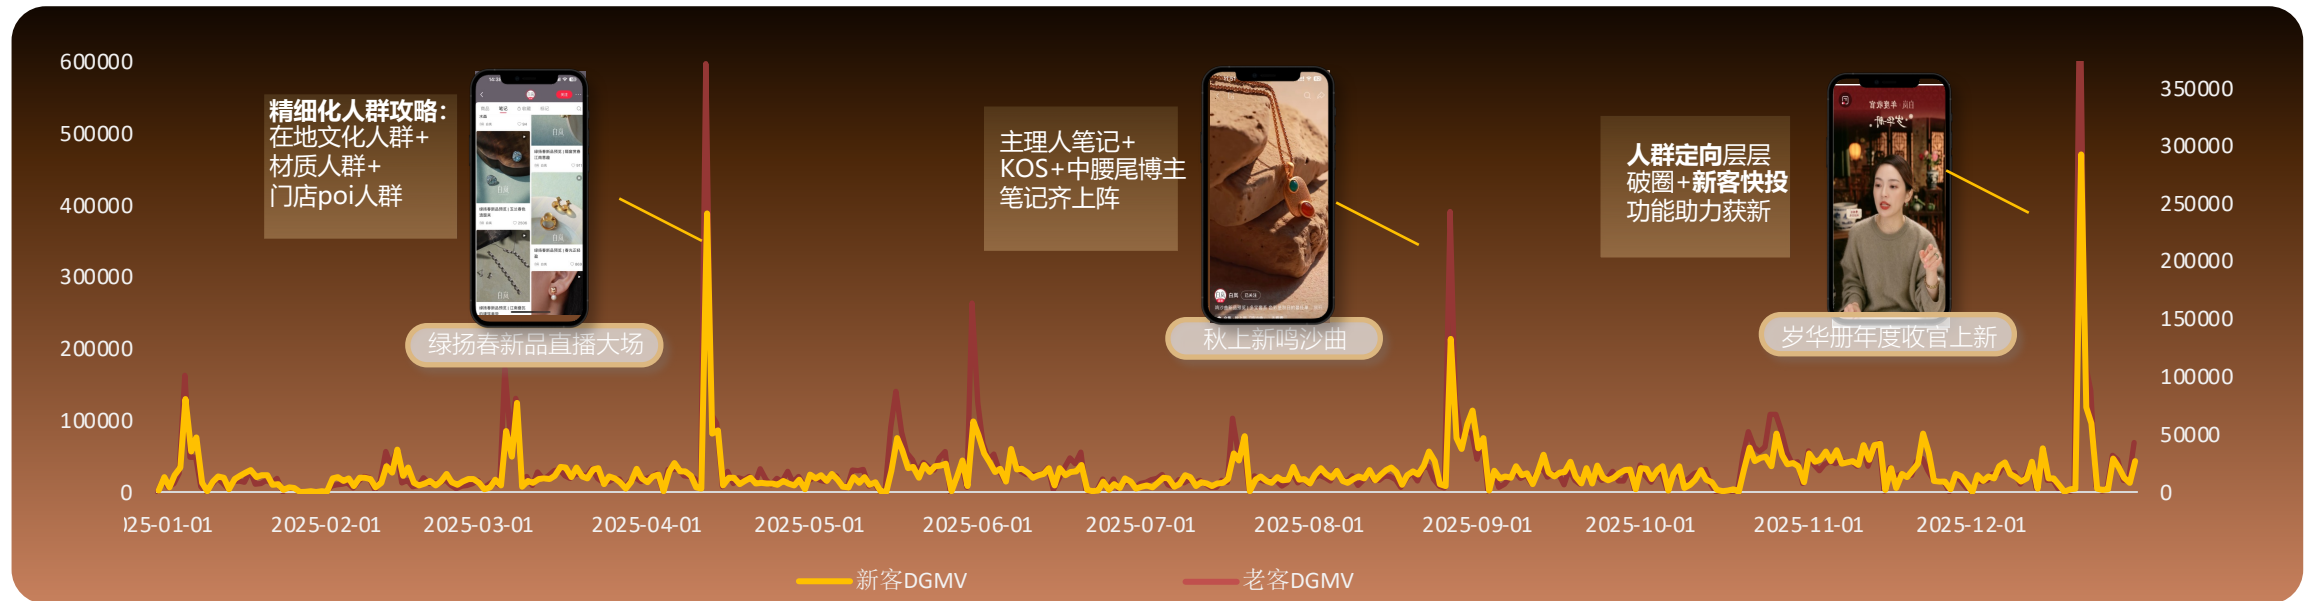 600000
500000
400000
300000
200000
100000
0
精细化人群攻略：
在地文化人群+
材质人群+
门店poi人群
笔记
绿扬春新品直播大场
主理人笔记+
KOS+中腰尾博主
笔记齐上阵
白凤
已关注
秋上新鸣沙曲
人群定向层层
破圈+新客快投
功能助力获新
岁华册年度收官上新
350000
300000
250000
200000
150000
100000
50000
0
25-01-01
2025-02-01
2025-03-01
2025-04-01
2025-05-01
2025-06-01
2025-07-01
2025-08-01
2025-09-01
2025-10-01
2025-11-01
2025-12-01
新客DGMV
老客DGMV